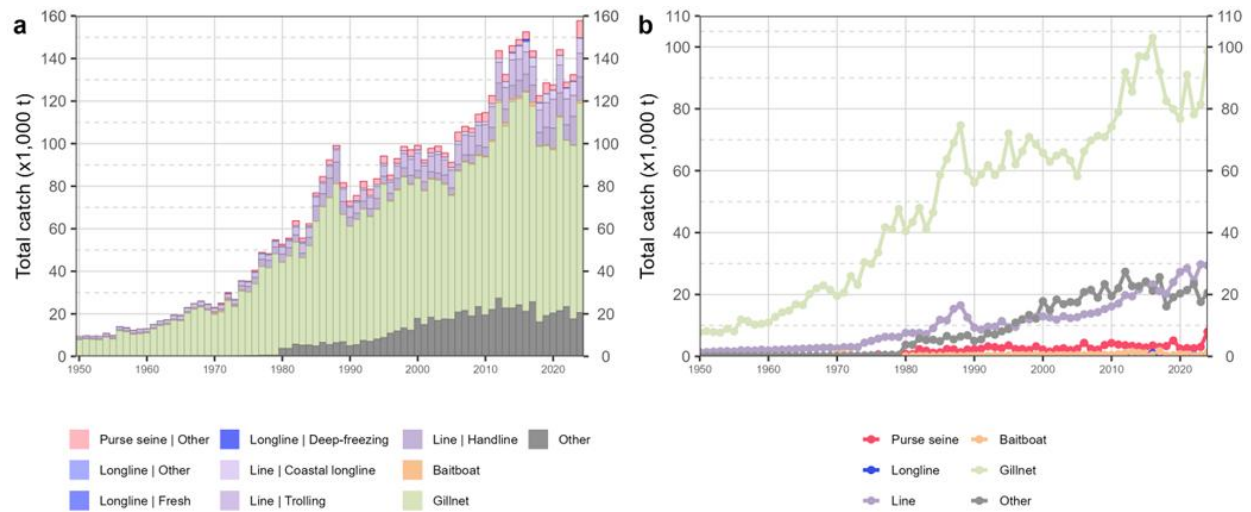 a
160
140
120
100
80
60
40
20
0
Total catch (x1,000 t)
160
140
120
100
80
60
40
20
0
1950 1960 1970 1980 1990 2000 2010 2020
b
110
100
80
60
40
20
0
Total catch (x1,000 t)
110
100
80
60
40
20
0
1950 1960 1970 1980 1990 2000 2010 2020
Purse seine | Other Longline | Deep-freezing Line | Handline Other
Longline | Other Line | Coastal longline Baitboat
Longline | Fresh Line | Trolling Gillnet
Purse seine Baitboat
Longline Gillnet
Line Other